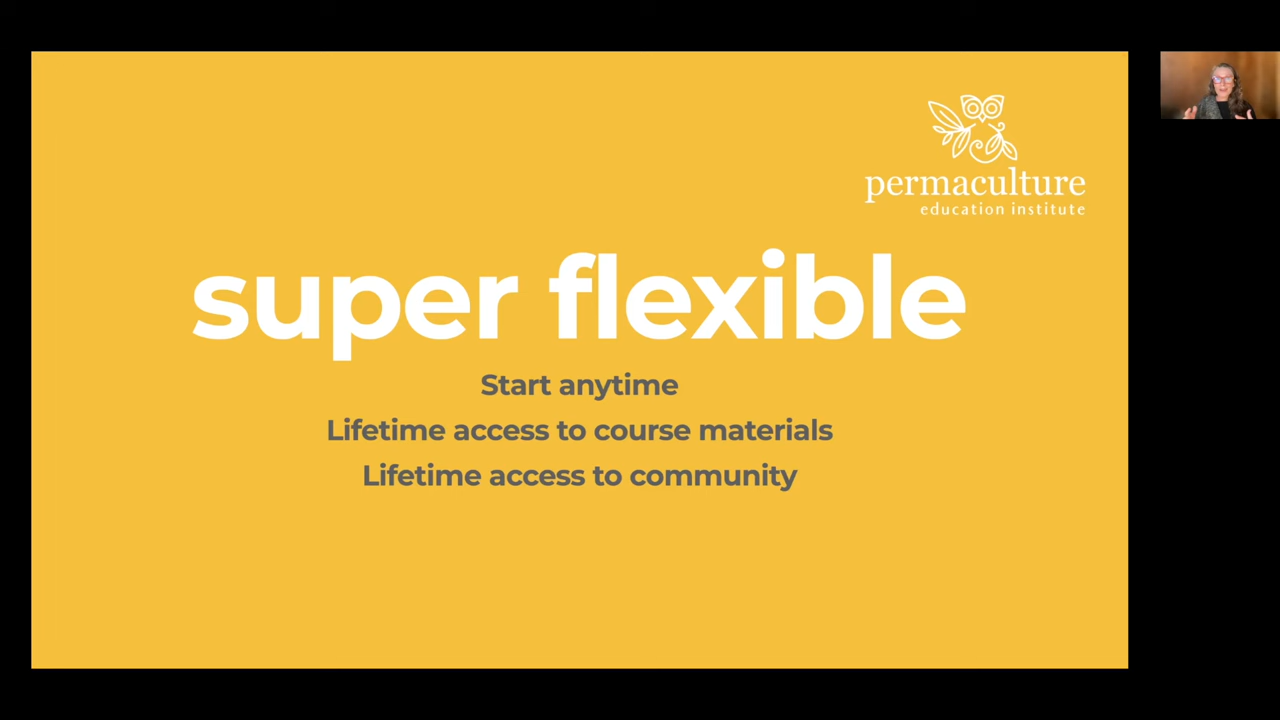 permaculture
education institute
super flexible
Start anytime
Lifetime access to course materials
Lifetime access to community